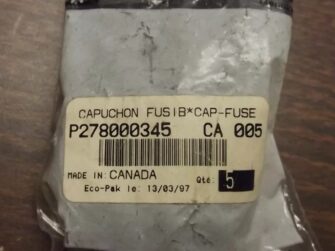 CAPUCHON FUSIB*CAP-FUSE
P278000345 CA 005
MADE IN: CANADA Qté: 5
Eco-Pak le: 13/03/97